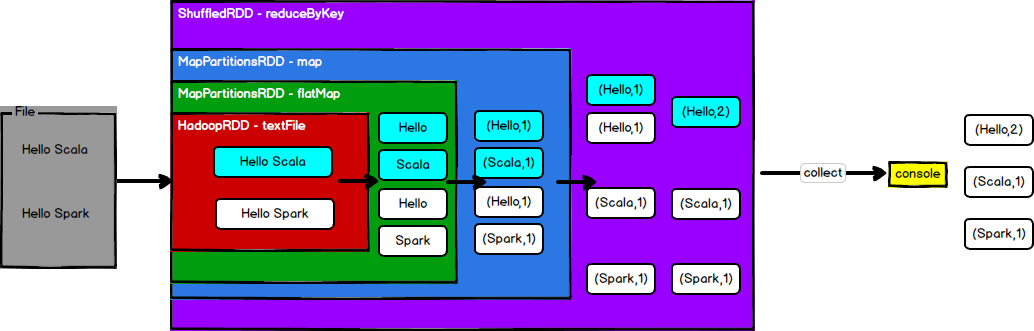 ShuffledRDD - reduceByKey
MapPartitionsRDD - map
MapPartitionsRDD - flatMap
HadoopRDD - textFile
File
Hello Scala
Hello Spark
Hello Scala
Hello Spark
Hello
Scala
Hello
Spark
(Hello,1)
(Scala,1)
(Hello,1)
(Spark,1)
(Hello,1)
(Hello,1)
(Scala,1)
(Spark,1)
(Hello,2)
(Scala,1)
(Spark,1)
collect
console
(Hello,2)
(Scala,1)
(Spark,1)